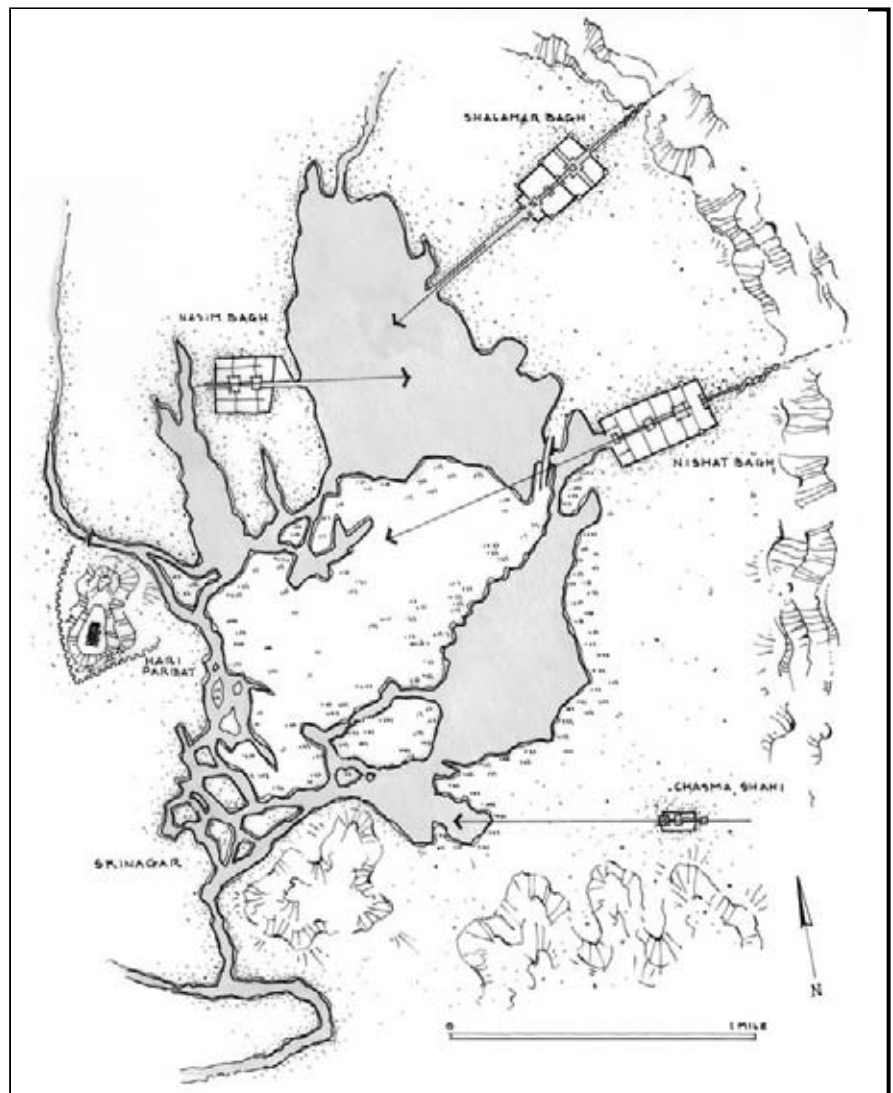 SHALAMAR BAGH
NASIM BAGH
NISHAT BAGH
HARI
PARBAT
CHASMA SHAHI
SRINAGAR
N
0 1 MILE